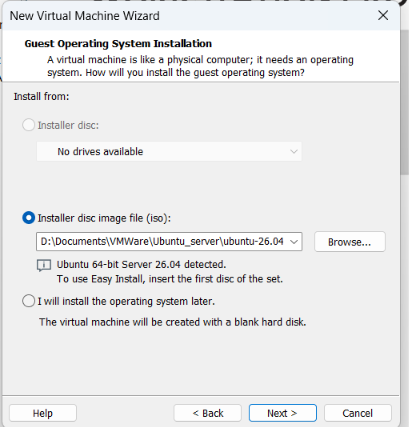 New Virtual Machine Wizard
Guest Operating System Installation
A virtual machine is like a physical computer; it needs an operating
system. How will you install the guest operating system?
Install from:
Installer disc:
No drives available
Installer disc image file (iso):
D:\Documents\VMWare\Ubuntu_server\ubuntu-26.04
Browse...
Ubuntu 64-bit Server 26.04 detected.
To use Easy Install, insert the first disc of the set.
I will install the operating system later.
The virtual machine will be created with a blank hard disk.
Help
< Back
Next >
Cancel